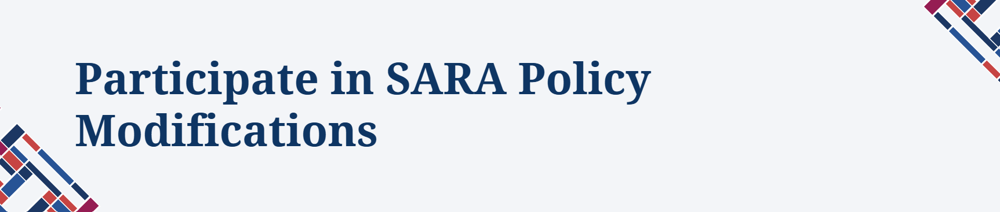 Participate in SARA Policy
Modifications